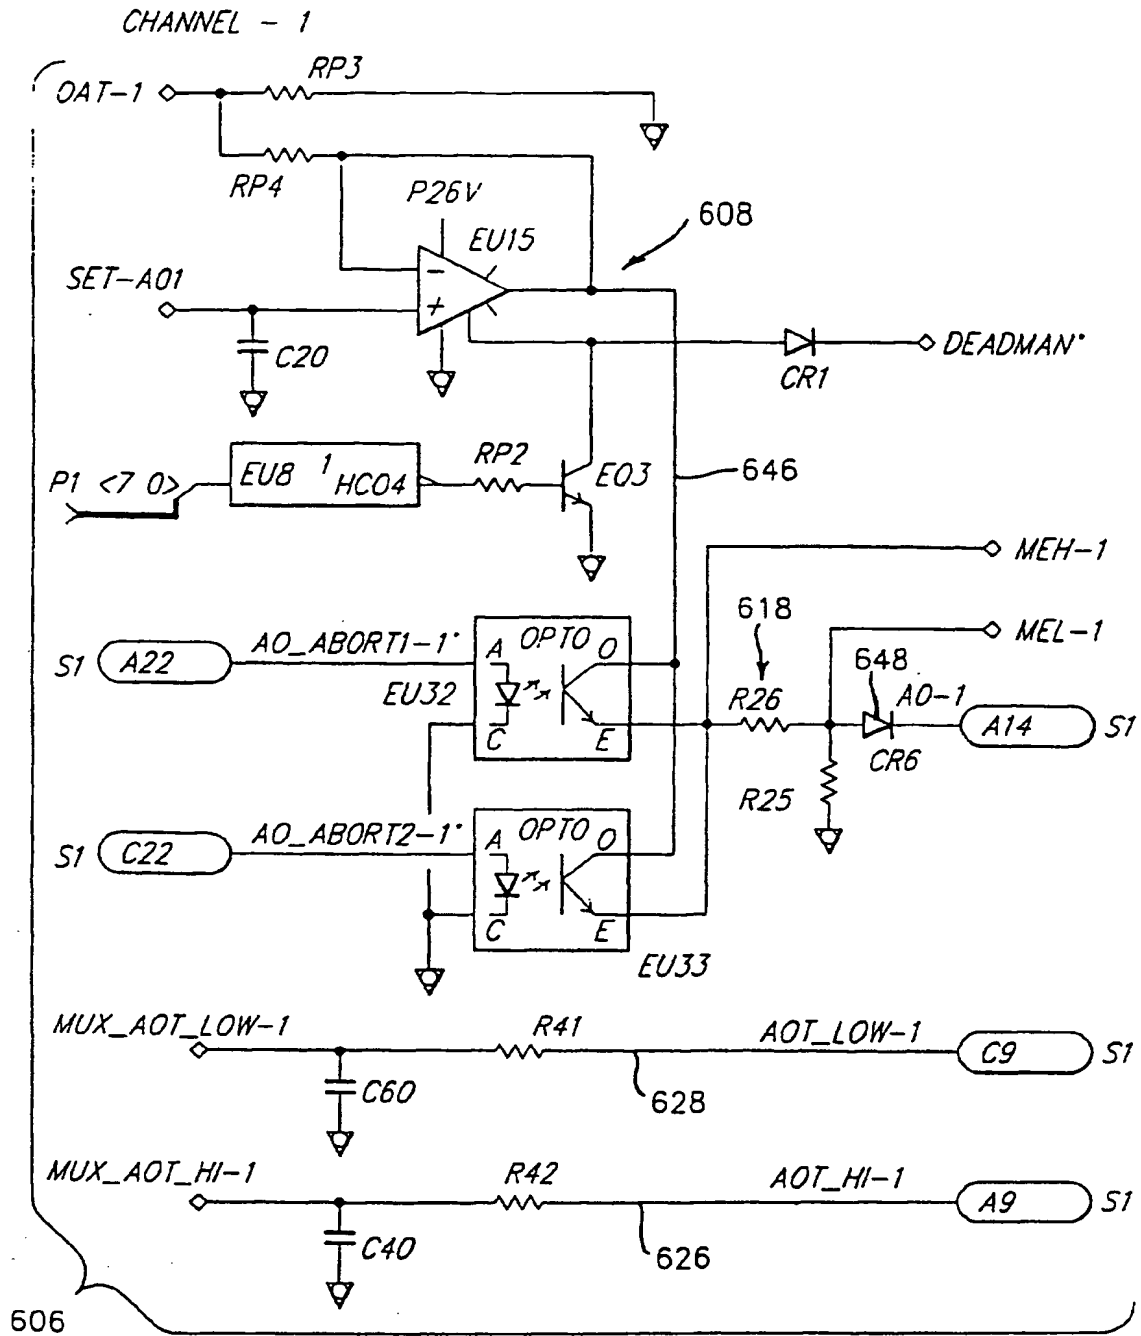 CHANNEL - 1
OAT-1
RP3
RP4
P26V
EU15
608
SET-A01
-
+
C20
DEADMAN*
CR1
P1 <7 0>
EU8 1 HC04
RP2
E03
646
MEH-1
MEL-1
618
648
S1 A22
AO_ABORT1-1*
EU32
A OPTO O
C E
R26
AO-1
A14 S1
CR6
R25
S1 C22
AO_ABORT2-1*
A OPTO O
C E
EU33
MUX_AOT_LOW-1
R41
AOT_LOW-1
C9 S1
C60
628
MUX_AOT_HI-1
R42
AOT_HI-1
A9 S1
C40
626
606